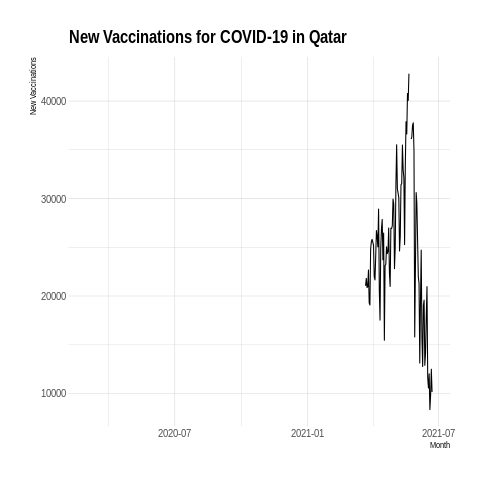 New Vaccinations for COVID-19 in Qatar
New Vaccinations
40000
30000
20000
10000
2020-07
2021-01
2021-07
Month